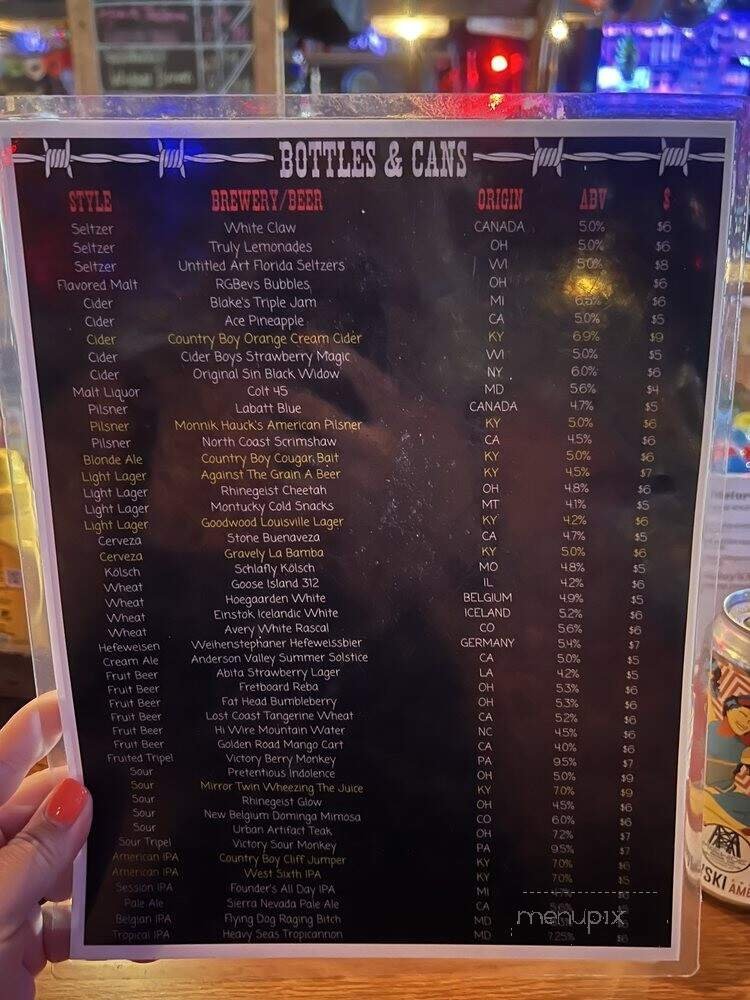 BOTTLES & CANS
STYLE BREWERY/BEER ORIGIN ABV $
Seltzer White Claw CANADA 5.0% $6
Seltzer Truly Lemonades OH 5.0% $6
Seltzer Untitled Art Florida Seltzers WI 5.0% $8
Flavored Malt RGBevs Bubbles OH $6
Cider Blake's Triple Jam MI 6.5% $6
Cider Ace Pineapple CA 5.0% $5
Cider Country Boy Orange Cream Cider KY 6.9% $9
Cider Cider Boys Strawberry Magic WI 5.0% $5
Cider Original Sin Black Widow NY 6.0% $6
Malt Liquor Colt 45 MD 5.6% $4
Pilsner Labatt Blue CANADA 4.7% $5
Pilsner Monnik Hauck's American Pilsner KY 5.0% $6
Pilsner North Coast Scrimshaw CA 4.5% $6
Blonde Ale Country Boy Cougar Bait KY 5.0% $6
Light Lager Against The Grain A Beer KY 4.5% $7
Light Lager Rhinegeist Cheetah OH 4.8% $6
Light Lager Montucky Cold Snacks MT 4.1% $5
Light Lager Goodwood Louisville Lager KY 4.2% $6
Cerveza Stone Buenaveza CA 4.7% $5
Cerveza Gravely La Bamba KY 5.0% $6
Kölsch Schlafly Kölsch MO 4.8% $5
Wheat Goose Island 312 IL 4.2% $6
Wheat Hoegaarden White BELGIUM 4.9% $5
Wheat Einstok Icelandic White ICELAND 5.2% $6
Wheat Avery White Rascal CO 5.6% $6
Hefeweisen Weihenstephaner Hefeweissbier GERMANY 5.4% $7
Cream Ale Anderson Valley Summer Solstice CA 5.0% $5
Fruit Beer Abita Strawberry Lager LA 4.2% $5
Fruit Beer Fretboard Reba OH 5.3% $6
Fruit Beer Fat Head Bumbleberry OH 5.3% $6
Fruit Beer Lost Coast Tangerine Wheat CA 5.2% $6
Fruit Beer Hi Wire Mountain Water NC 4.5% $6
Fruit Beer Golden Road Mango Cart CA 4.0% $6
Fruited Tripel Victory Berry Monkey PA 9.5% $7
Sour Pretentious Indolence OH 5.0% $9
Sour Mirror Twin Wheezing The Juice KY 7.0% $9
Sour Rhinegeist Glow OH 4.5% $6
Sour New Belgium Dominga Mimosa CO 6.0% $6
Sour Urban Artifact Teak OH 7.2% $7
Sour Tripel Victory Sour Monkey PA 9.5% $7
American IPA Country Boy Cliff Jumper KY 7.0% $6
American IPA West Sixth IPA KY 7.0% $5
Session IPA Founder's All Day IPA MI
Pale Ale Sierra Nevada Pale Ale CA 5.6%
Belgian IPA Flying Dog Raging Bitch MD
Tropical IPA Heavy Seas Tropicannon MD 7.25% $6
menupix